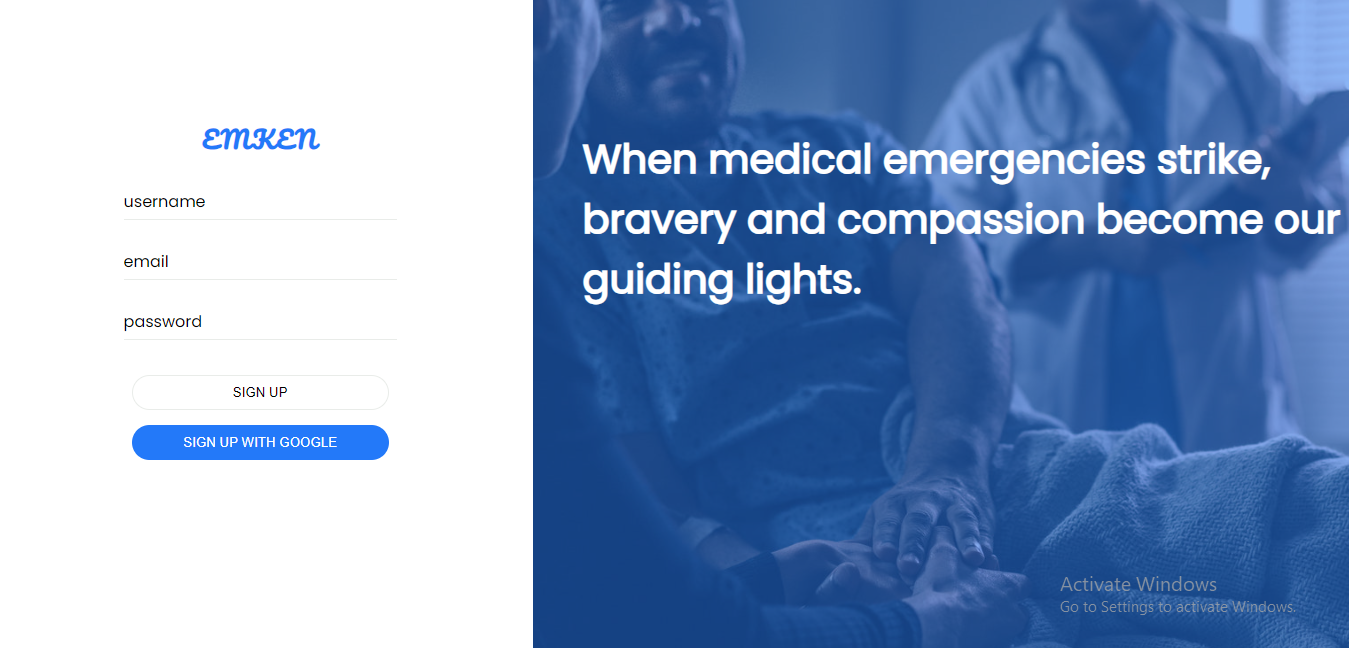 EMKEN
username
email
password
SIGN UP
SIGN UP WITH GOOGLE
When medical emergencies strike,
bravery and compassion become our
guiding lights.
Activate Windows
Go to Settings to activate Windows.